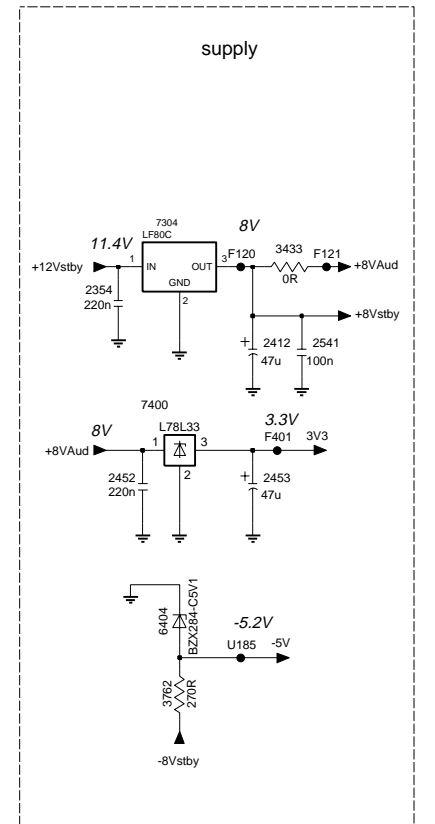 supply
7304
LF80C
8V
11.4V
3433
+12Vstby
1
IN
OUT
3
F120
F121
+8VAud
0R
GND
2
2354
220n
+8Vstby
+
2412
47u
2541
100n
7400
L78L33
3.3V
8V
F401
3V3
+8VAud
1
3
2
2452
220n
+
2453
47u
6404
BZX284-C5V1
-5.2V
U185
-5V
3762
270R
-8Vstby